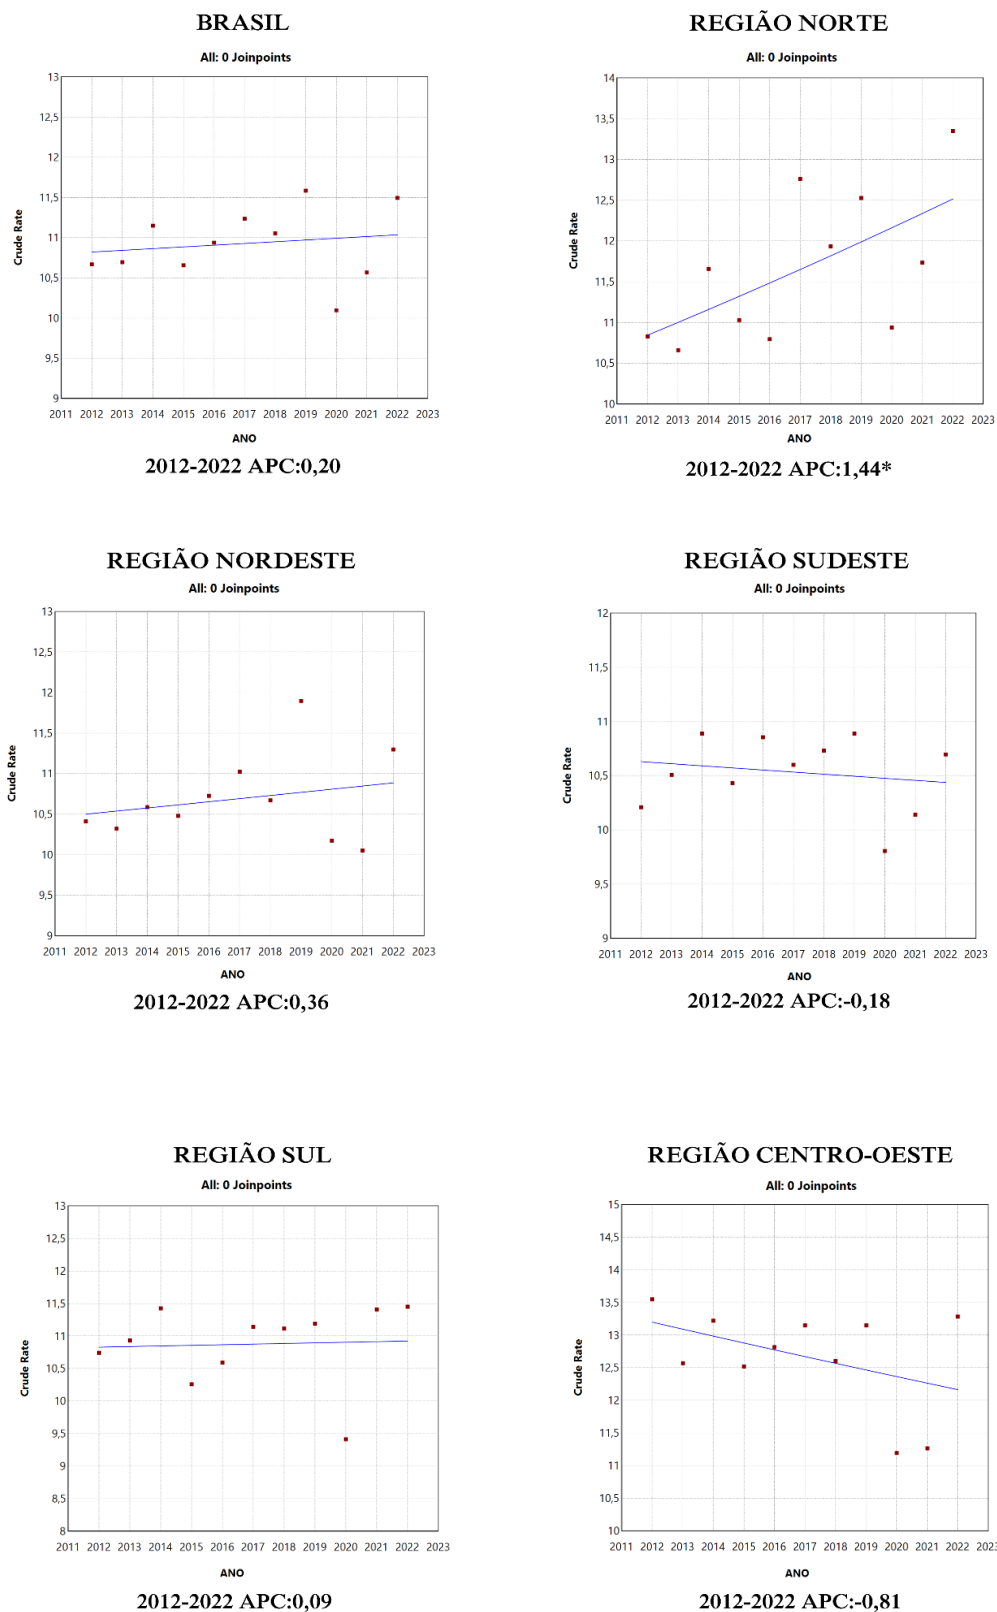 BRASIL
All: 0 Joinpoints
Crude Rate
13
12,5
12
11,5
11
10,5
10
9,5
9
2011 2012 2013 2014 2015 2016 2017 2018 2019 2020 2021 2022 2023
ANO
2012-2022 APC:0,20
REGIÃO NORTE
All: 0 Joinpoints
Crude Rate
14
13,5
13
12,5
12
11,5
11
10,5
10
2011 2012 2013 2014 2015 2016 2017 2018 2019 2020 2021 2022 2023
ANO
2012-2022 APC:1,44*
REGIÃO NORDESTE
All: 0 Joinpoints
Crude Rate
13
12,5
12
11,5
11
10,5
10
9,5
9
2011 2012 2013 2014 2015 2016 2017 2018 2019 2020 2021 2022 2023
ANO
2012-2022 APC:0,36
REGIÃO SUDESTE
All: 0 Joinpoints
Crude Rate
12
11,5
11
10,5
10
9,5
9
2011 2012 2013 2014 2015 2016 2017 2018 2019 2020 2021 2022 2023
ANO
2012-2022 APC:-0,18
REGIÃO SUL
All: 0 Joinpoints
Crude Rate
13
12,5
12
11,5
11
10,5
10
9,5
9
8,5
8
2011 2012 2013 2014 2015 2016 2017 2018 2019 2020 2021 2022 2023
ANO
2012-2022 APC:0,09
REGIÃO CENTRO-OESTE
All: 0 Joinpoints
Crude Rate
15
14,5
14
13,5
13
12,5
12
11,5
11
10,5
10
2011 2012 2013 2014 2015 2016 2017 2018 2019 2020 2021 2022 2023
ANO
2012-2022 APC:-0,81